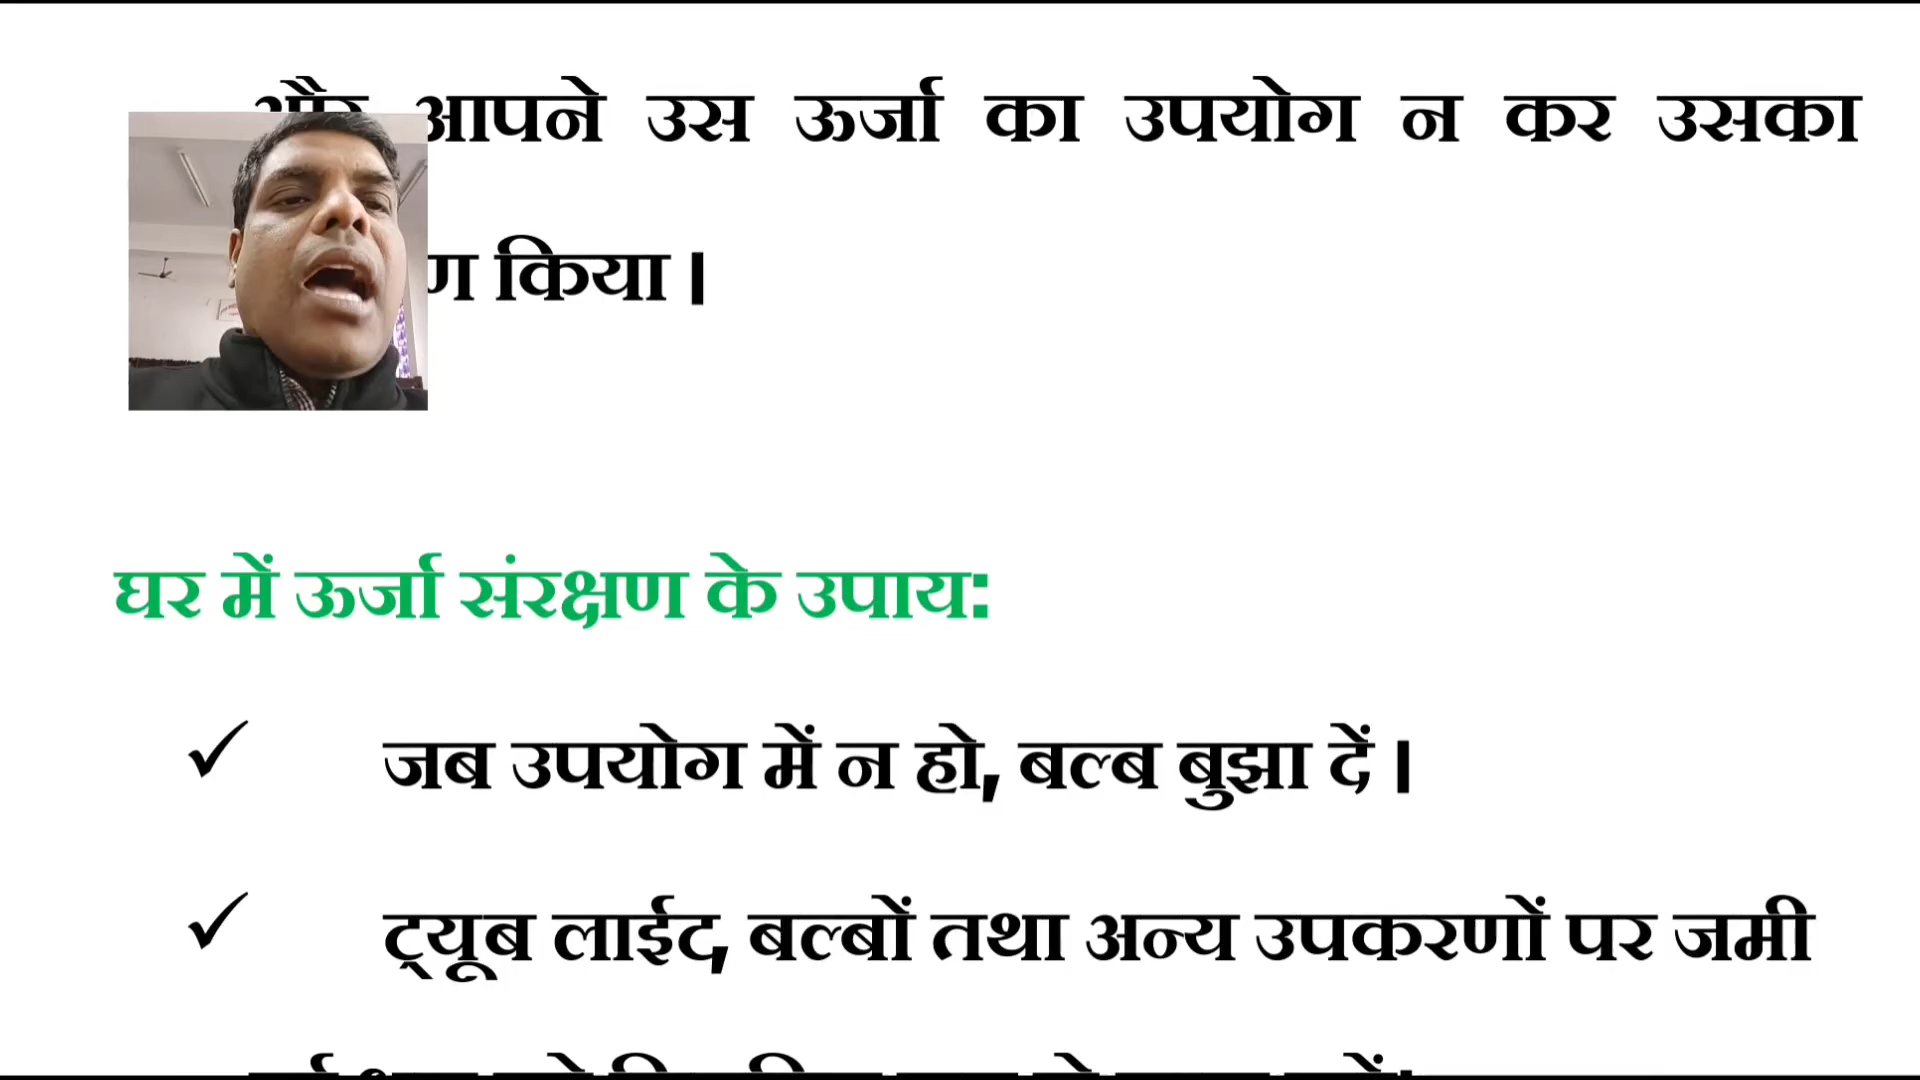 और आपने उस ऊर्जा का उपयोग न कर उसका
ण किया ।
घर में ऊर्जा संरक्षण के उपाय:
✓ जब उपयोग में न हो, बल्ब बुझा दें ।
✓ ट्यूब लाईट, बल्बों तथा अन्य उपकरणों पर जमी